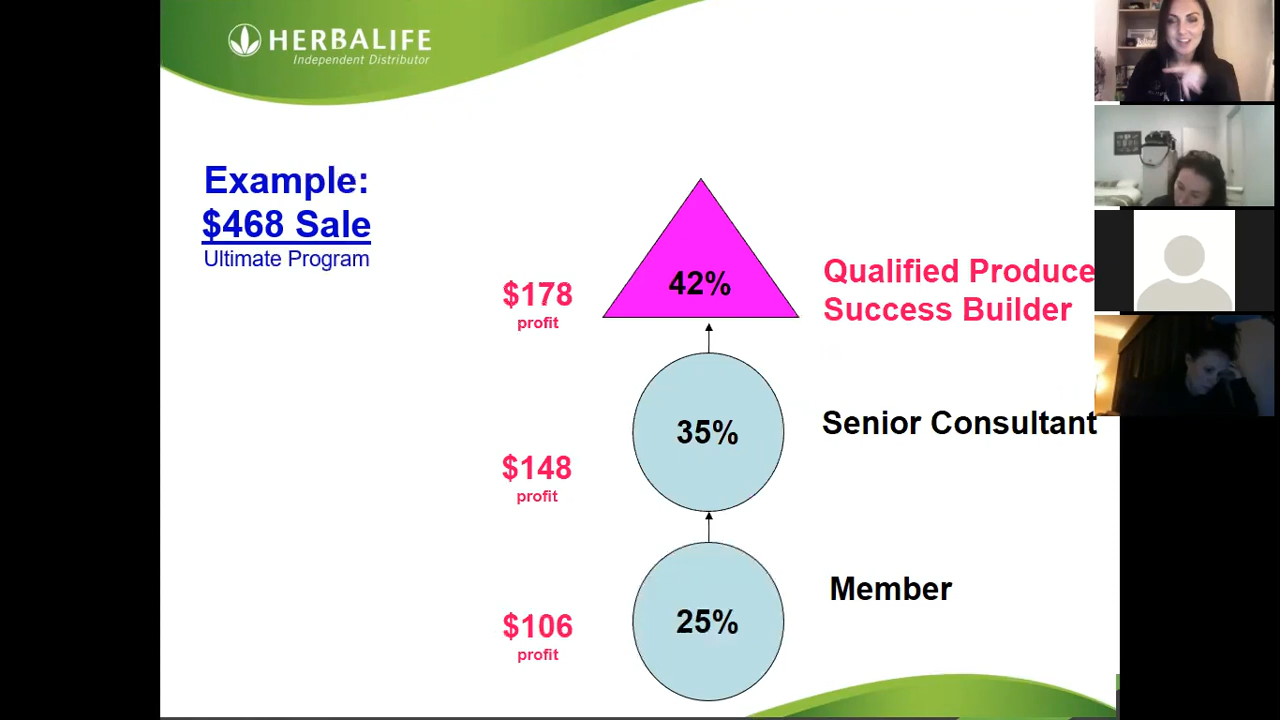 HERBALIFE
Independent Distributor
Example:
$468 Sale
Ultimate Program
42%
$178
profit
Qualified Produce
Success Builder
35%
Senior Consultant
$148
profit
Member
25%
$106
profit